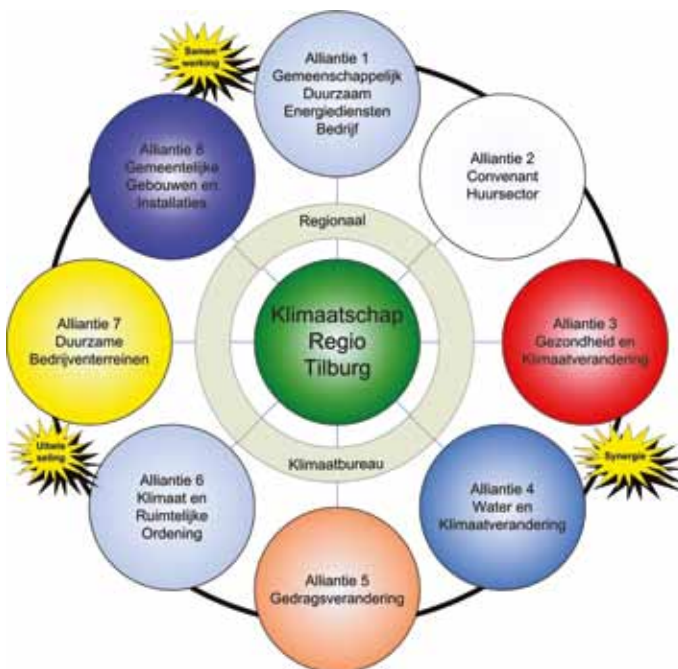 Samen
werking
Alliantie 1
Gemeenschappelijk
Duurzaam
Energiediensten
Bedrijf
Alliantie 2
Convenant
Huursector
Alliantie 3
Gezondheid en
Klimaatverandering
Synergie
Alliantie 4
Water en
Klimaatverandering
Alliantie 5
Gedragsverandering
Alliantie 6
Klimaat en
Ruimtelijke
Ordening
Alliantie 7
Duurzame
Bedrijventerreinen
Alliantie 8
Gemeentelijke
Gebouwen en
Installaties
Regionaal
Klimaatschap
Regio
Tilburg
Klimaatbureau